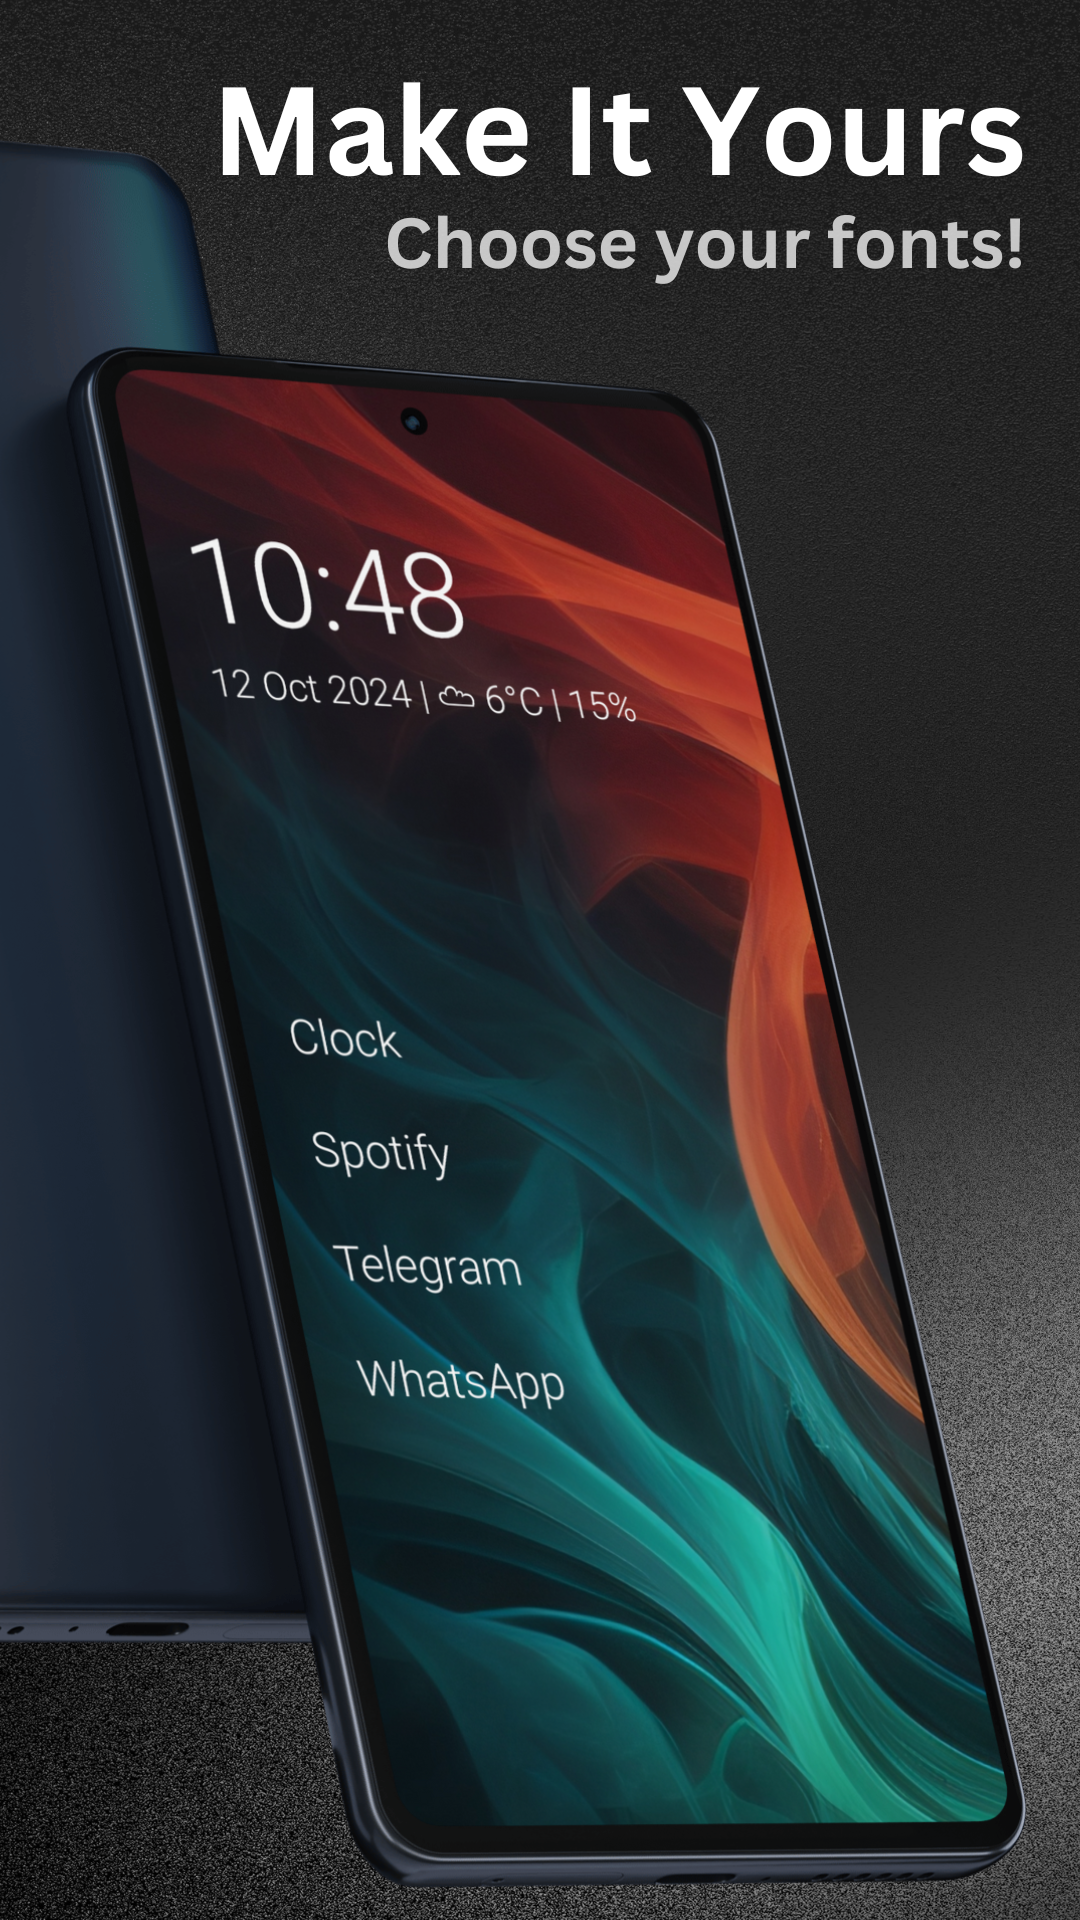 Make It Yours
Choose your fonts!
10:48
12 Oct 2024 | 6°C | 15%
Clock
Spotify
Telegram
WhatsApp